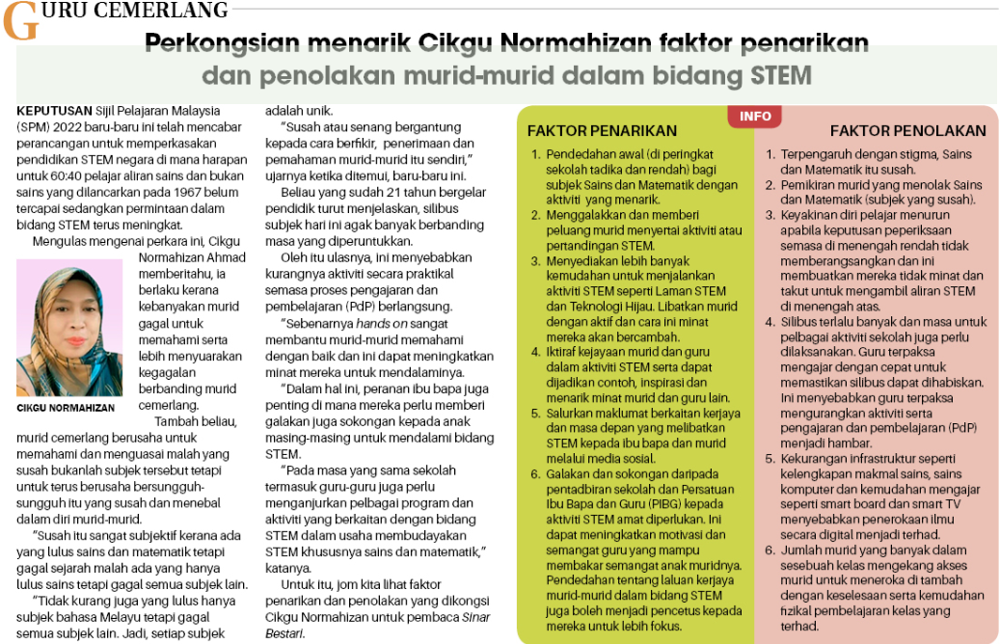 GURU CEMERLANG
Perkongsian menarik Cikgu Normahizan faktor penarikan
dan penolakan murid-murid dalam bidang STEM
KEPUTUSAN Sijil Pelajaran Malaysia
(SPM) 2022 baru-baru ini telah mencabar
perancangan untuk memperkasakan
pendidikan STEM negara di mana harapan
untuk 60:40 pelajar aliran sains dan bukan
sains yang dilancarkan pada 1967 belum
tercapai sedangkan permintaan dalam
bidang STEM terus meningkat.
Mengulas mengenai perkara ini, Cikgu
Normahizan Ahmad
memberitahu, ia
berlaku kerana
kebanyakan murid
gagal untuk
memahami serta
lebih menyuarakan
kegagalan
berbanding murid
cemerlang.
CIKGU NORMAHIZAN
Tambah beliau,
murid cemerlang berusaha untuk
memahami dan menguasai malah yang
susah bukanlah subjek tersebut tetapi
untuk terus berusaha bersungguh-
sungguh itu yang susah dan menebal
dalam diri murid-murid.
"Susah itu sangat subjektif kerana ada
yang lulus sains dan matematik tetapi
gagal sejarah malah ada yang hanya
lulus sains tetapi gagal semua subjek lain.
"Tidak kurang juga yang lulus hanya
subjek bahasa Melayu tetapi gagal
semua subjek lain. Jadi, setiap subjek
adalah unik.
"Susah atau senang bergantung
kepada cara berfikir, penerimaan dan
pemahaman murid-murid itu sendiri,"
ujarnya ketika ditemui, baru-baru ini.
Beliau yang sudah 21 tahun bergelar
pendidik turut menjelaskan, silibus
subjek hari ini agak banyak berbanding
masa yang diperuntukkan.
Oleh itu ulasnya, ini menyebabkan
kurangnya aktiviti secara praktikal
semasa proses pengajaran dan
pembelajaran (PdP) berlangsung.
"Sebenarnya hands on sangat
membantu murid-murid memahami
dengan baik dan ini dapat meningkatkan
minat mereka untuk mendalaminya.
"Dalam hal ini, peranan ibu bapa juga
penting di mana mereka perlu memberi
galakan juga sokongan kepada anak
masing-masing untuk mendalami bidang
STEM.
"Pada masa yang sama sekolah
termasuk guru-guru juga perlu
menganjurkan pelbagai program dan
aktiviti yang berkaitan dengan bidang
STEM dalam usaha membudayakan
STEM khususnya sains dan matematik,"
katanya.
Untuk itu, jom kita lihat faktor
penarikan dan penolakan yang dikongsi
Cikgu Normahizan untuk pembaca Sinar
Bestari.
INFO
FAKTOR PENARIKAN
1. Pendedahan awal (di peringkat
sekolah tadika dan rendah) bagi
subjek Sains dan Matematik dengan
aktiviti yang menarik.
2. Menggalakkan dan memberi
peluang murid menyertai aktiviti atau
pertandingan STEM.
3. Menyediakan lebih banyak
kemudahan untuk menjalankan
aktiviti STEM seperti Laman STEM
dan Teknologi Hijau. Libatkan murid
dengan aktif dan cara ini minat
mereka akan bercambah.
4. Iktiraf kejayaan murid dan guru
dalam aktiviti STEM serta dapat
dijadikan contoh, inspirasi dan
menarik minat murid dan guru lain.
5. Salurkan maklumat berkaitan kerjaya
dan masa depan yang melibatkan
STEM kepada ibu bapa dan murid
melalui media sosial.
6. Galakan dan sokongan daripada
pentadbiran sekolah dan Persatuan
Ibu Bapa dan Guru (PIBG) kepada
aktiviti STEM amat diperlukan. Ini
dapat meningkatkan motivasi dan
semangat guru yang mampu
membakar semangat anak muridnya.
Pendedahan tentang laluan kerjaya
murid-murid dalam bidang STEM
juga boleh menjadi pencetus kepada
mereka untuk lebih fokus.
FAKTOR PENOLAKAN
1. Terpengaruh dengan stigma, Sains
dan Matematik itu susah.
2. Pemikiran murid yang menolak Sains
dan Matematik (subjek yang susah).
3. Keyakinan diri pelajar menurun
apabila keputusan peperiksaan
semasa di menengah rendah tidak
memberangsangkan dan ini
membuatkan mereka tidak minat dan
takut untuk mengambil aliran STEM
di menengah atas.
4. Silibus terlalu banyak dan masa untuk
pelbagai aktiviti sekolah juga perlu
dilaksanakan. Guru terpaksa
mengajar dengan cepat untuk
memastikan silibus dapat dihabiskan.
Ini menyebabkan guru terpaksa
mengurangkan aktiviti serta
pengajaran dan pembelajaran (PdP)
menjadi hambar.
5. Kekurangan infrastruktur seperti
kelengkapan makmal sains, sains
komputer dan kemudahan mengajar
seperti smart board dan smart TV
menyebabkan penerokaan ilmu
secara digital menjadi terhad.
6. Jumlah murid yang banyak dalam
sesebuah kelas mengekang akses
murid untuk meneroka di tambah
dengan keselesaan serta kemudahan
fizikal pembelajaran kelas yang
terhad.